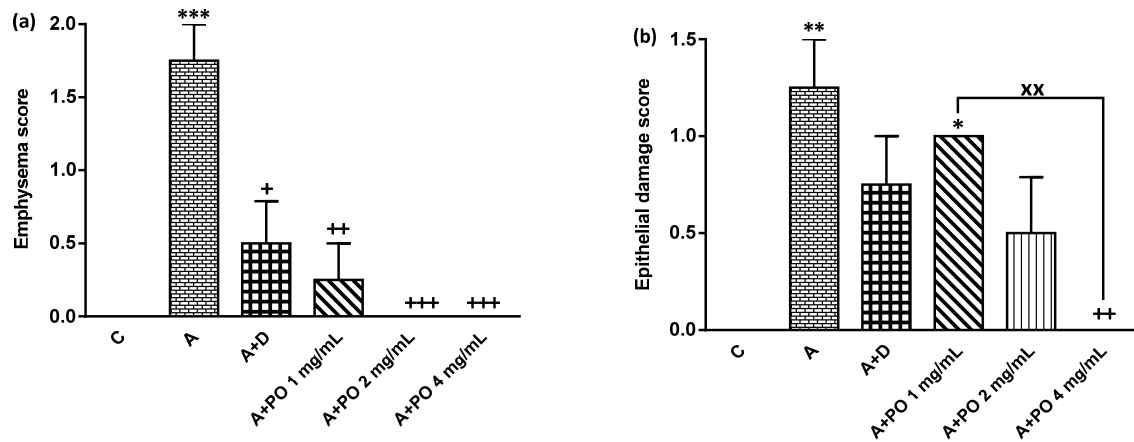 (a)
Emphysema score
2.0
1.5
1.0
0.5
0.0
***
+
++
+++
+++
C
A
A+D
A+PO 1 mg/mL
A+PO 2 mg/mL
A+PO 4 mg/mL
(b)
Epithelial damage score
1.5
1.0
0.5
0.0
**
*
xx
++
C
A
A+D
A+PO 1 mg/mL
A+PO 2 mg/mL
A+PO 4 mg/mL